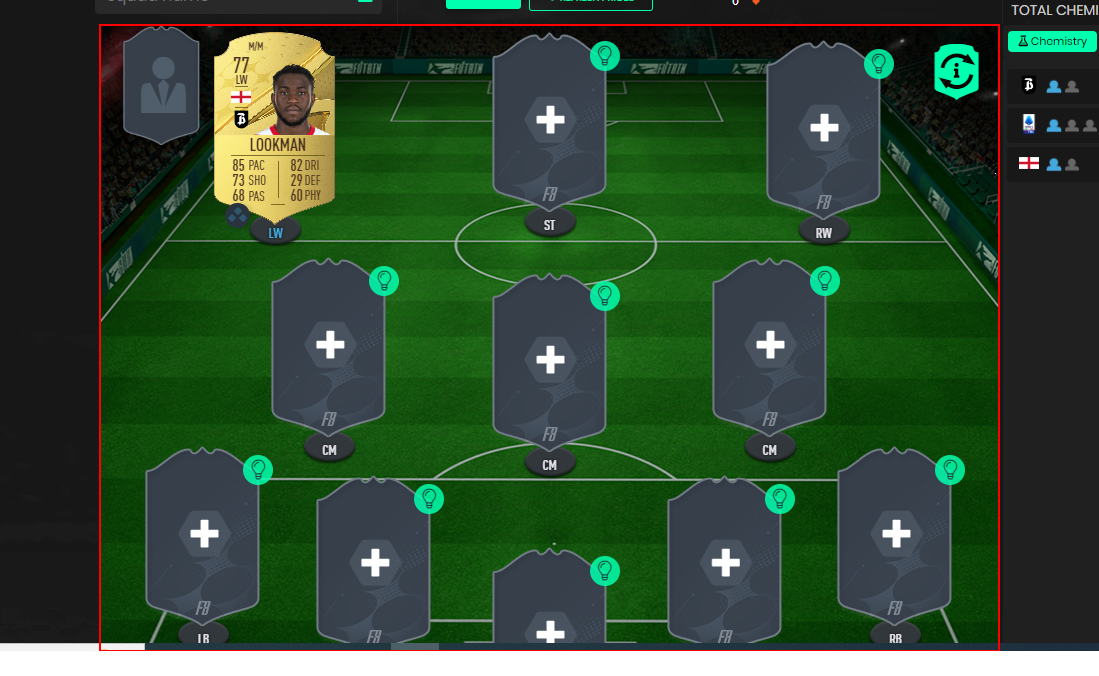 TOTAL CHEMI
Chemistry
M/M
77
LW
LOOKMAN
85 PAC 82 DRI
73 SHO 29 DEF
68 PAS 60 PHY
LW
ST
RW
CM
CM
CM
LB
RB